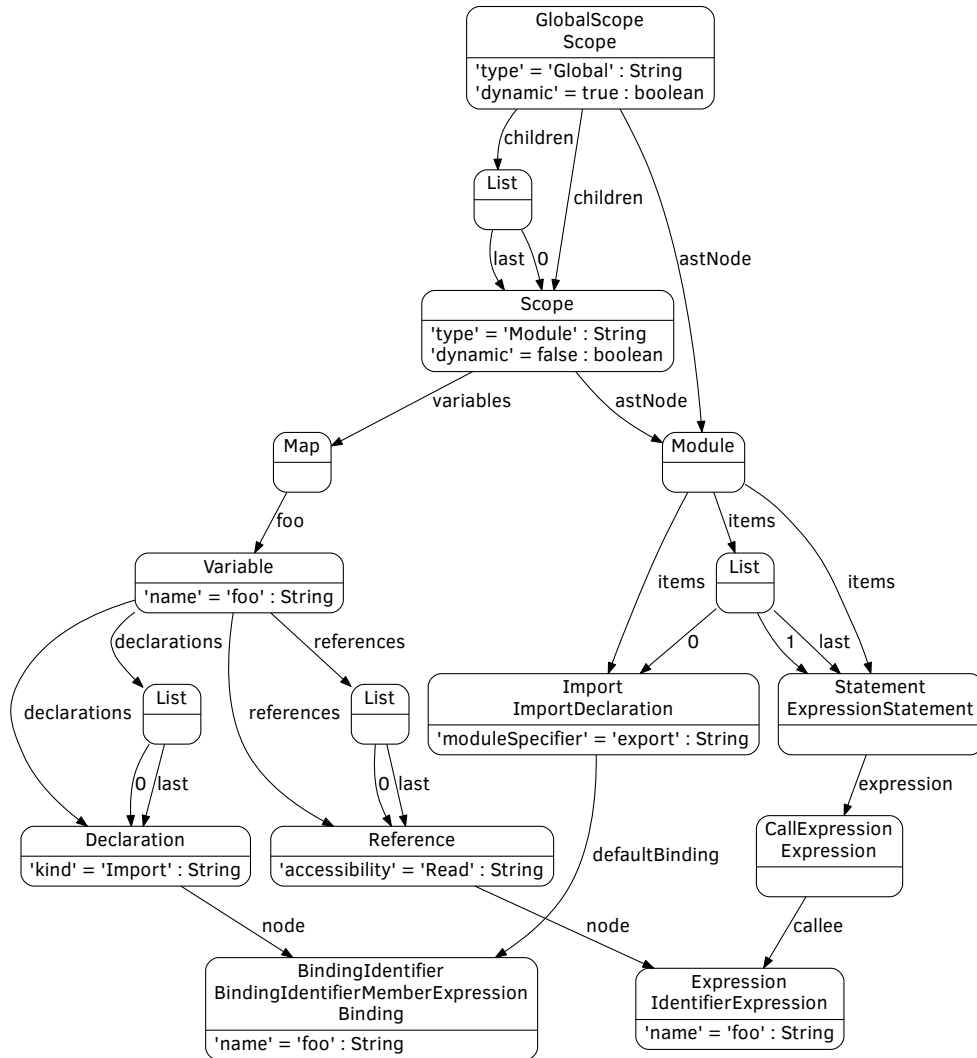 GlobalScope
Scope
'type' = 'Global' : String
'dynamic' = true : boolean
children
List
children
last
0
astNode
Scope
'type' = 'Module' : String
'dynamic' = false : boolean
variables
astNode
Map
Module
foo
items
Variable
'name' = 'foo' : String
List
items
items
declarations
references
0
1
last
List
List
declarations
references
Import
ImportDeclaration
'moduleSpecifier' = 'export' : String
Statement
ExpressionStatement
0
last
0
last
expression
Declaration
'kind' = 'Import' : String
Reference
'accessibility' = 'Read' : String
defaultBinding
CallExpression
Expression
node
node
callee
BindingIdentifier
BindingIdentifierMemberExpression
Binding
'name' = 'foo' : String
Expression
IdentifierExpression
'name' = 'foo' : String